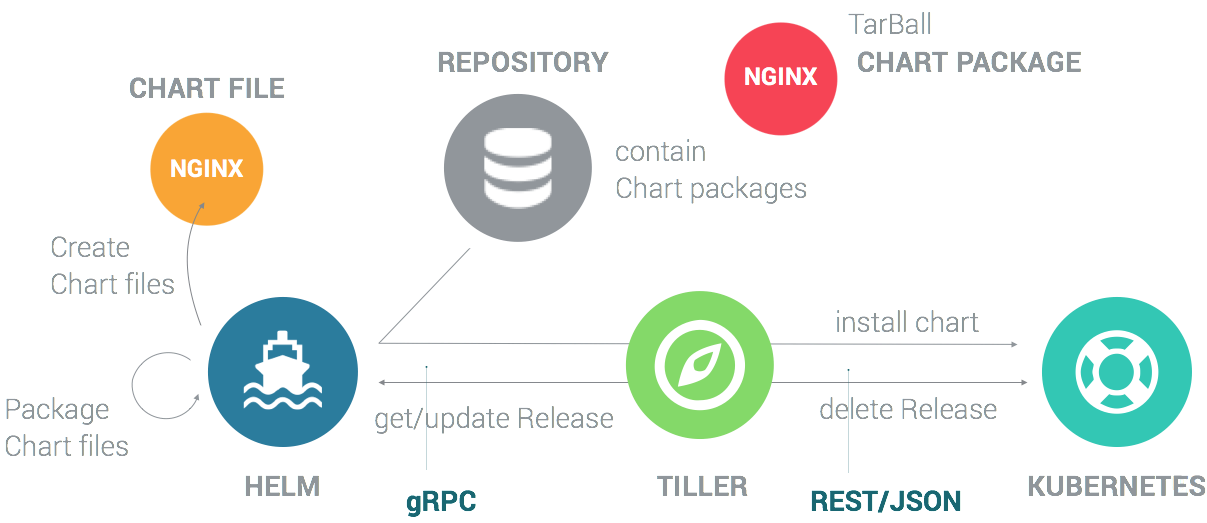 TarBall
CHART PACKAGE
NGINX
REPOSITORY
CHART FILE
NGINX
contain
Chart packages
Create
Chart files
install chart
Package
Chart files
get/update Release
delete Release
HELM
TILLER
KUBERNETES
gRPC
REST/JSON